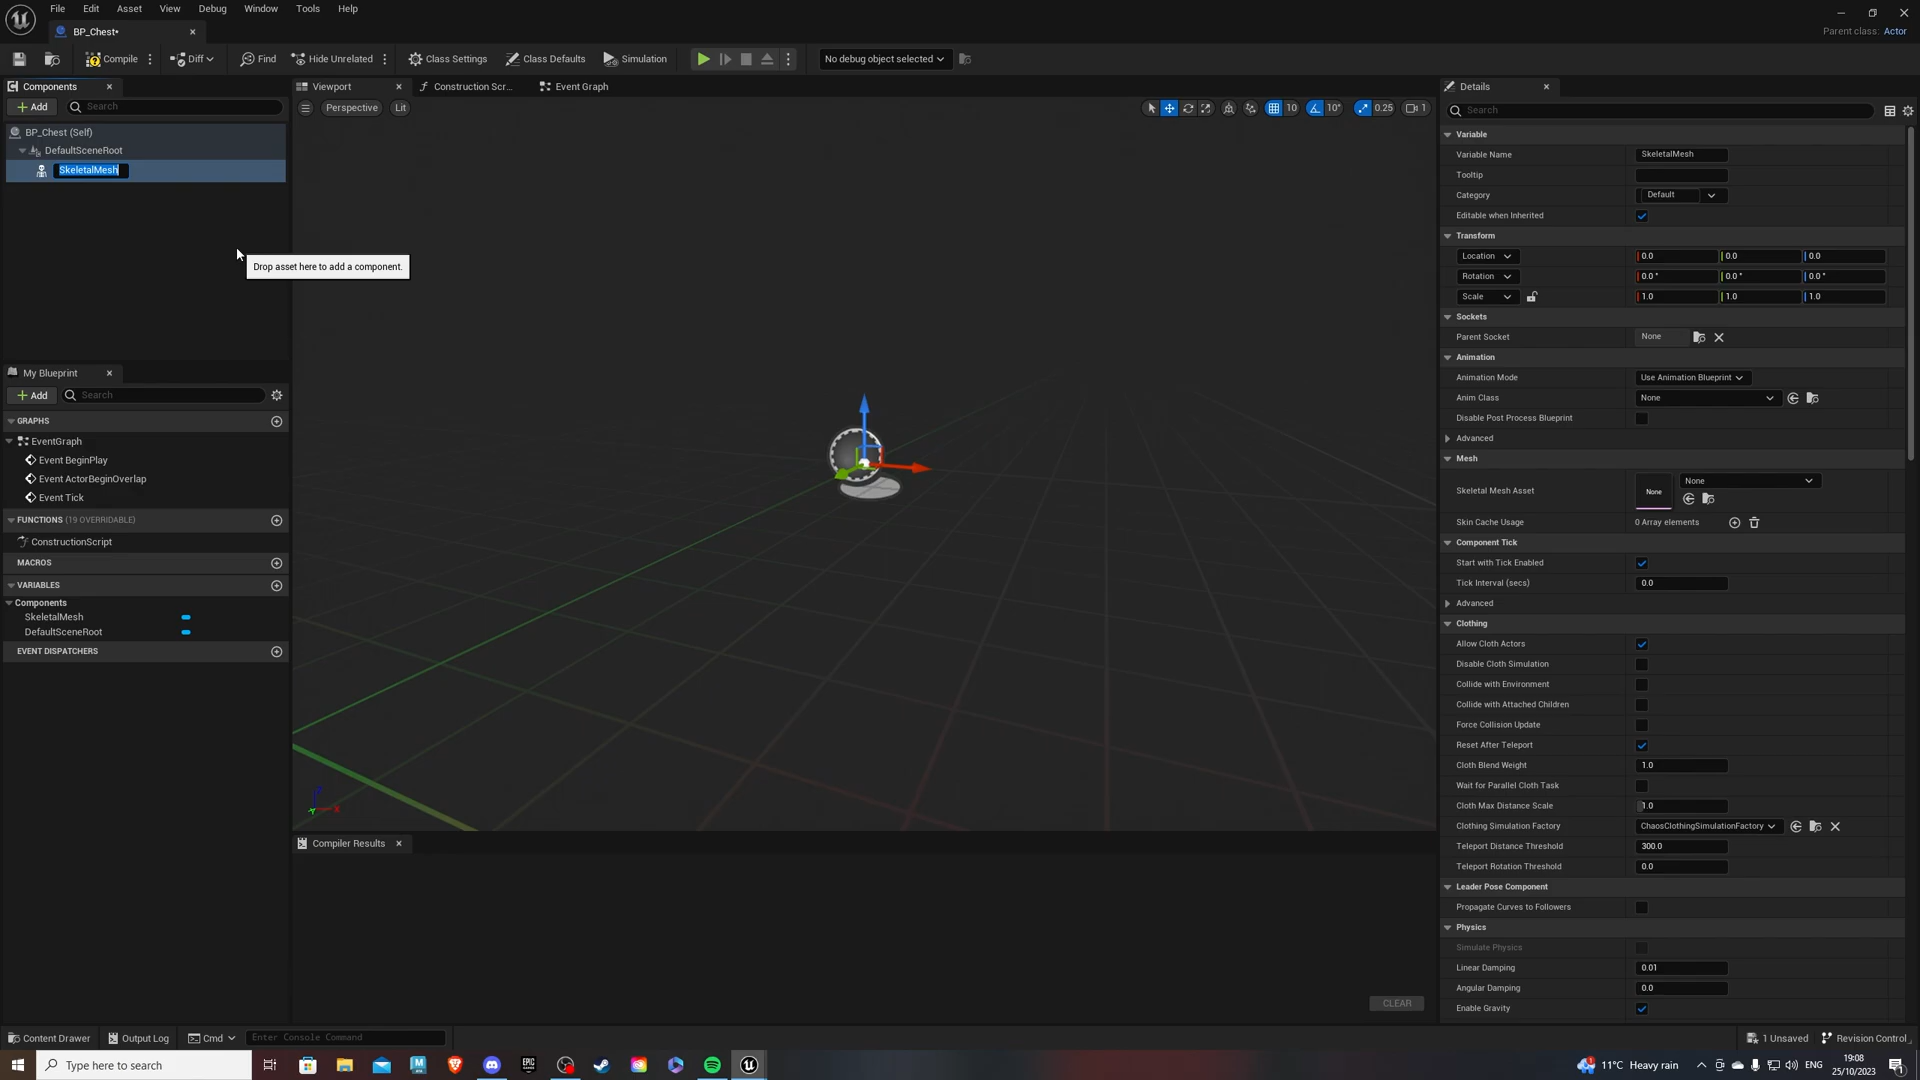 File Edit Asset View Debug Window Tools Help
BP_Chest*
Parent class: Actor
Compile Diff Find Hide Unrelated Class Settings Class Defaults Simulation No debug object selected
Components
Add Search
BP_Chest (Self)
DefaultSceneRoot
SkeletalMesh
Drop asset here to add a component.
My Blueprint
Add Search
GRAPHS
EventGraph
Event BeginPlay
Event ActorBeginOverlap
Event Tick
FUNCTIONS (19 OVERRIDABLE)
ConstructionScript
MACROS
VARIABLES
Components
SkeletalMesh
DefaultSceneRoot
EVENT DISPATCHERS
Viewport Construction Scr... Event Graph
Perspective Lit 10 10° 0.25 1
Z
X
Y
Compiler Results
CLEAR
Details
Search
Variable
Variable Name SkeletalMesh
Tooltip
Category Default
Editable when Inherited
Transform
Location 0.0 0.0 0.0
Rotation 0.0 ° 0.0 ° 0.0 °
Scale 1.0 1.0 1.0
Sockets
Parent Socket None
Animation
Animation Mode Use Animation Blueprint
Anim Class None
Disable Post Process Blueprint
Advanced
Mesh
Skeletal Mesh Asset None None
Skin Cache Usage 0 Array elements
Component Tick
Start with Tick Enabled
Tick Interval (secs) 0.0
Advanced
Clothing
Allow Cloth Actors
Disable Cloth Simulation
Collide with Environment
Collide with Attached Children
Force Collision Update
Reset After Teleport
Cloth Blend Weight 1.0
Wait for Parallel Cloth Task
Cloth Max Distance Scale 1.0
Clothing Simulation Factory ChaosClothingSimulationFactory
Teleport Distance Threshold 300.0
Teleport Rotation Threshold 0.0
Leader Pose Component
Propagate Curves to Followers
Physics
Simulate Physics
Linear Damping 0.01
Angular Damping 0.0
Enable Gravity
Content Drawer Output Log Cmd Enter Console Command 1 Unsaved Revision Control
Type here to search 11°C Heavy rain ENG 19:08
25/10/2023